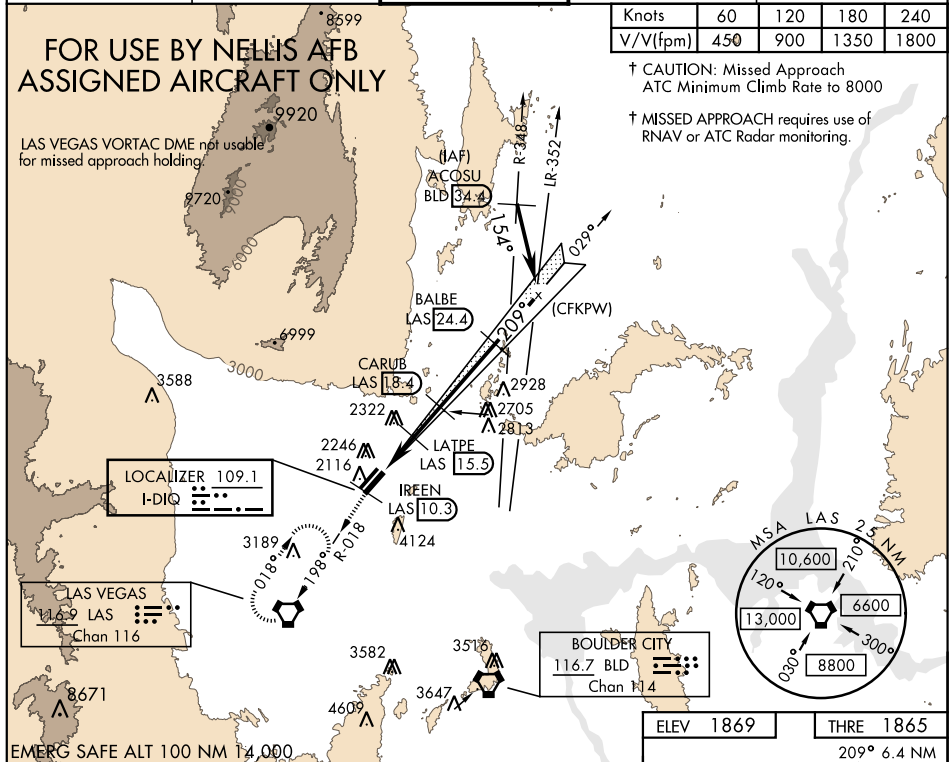 8599
FOR USE BY NELLIS AFB
ASSIGNED AIRCRAFT ONLY
9920
LAS VEGAS VORTAC DME not usable
for missed approach holding.
9720
9000
6000
6999
3000
3588
Knots 60 120 180 240
V/V(fpm) 450 900 1350 1800
† CAUTION: Missed Approach
ATC Minimum Climb Rate to 8000
† MISSED APPROACH requires use of
RNAV or ATC Radar monitoring.
R-348
LR-352
(IAF)
ACOSU
BLD 34.4
154°
029°
BALBE
LAS 24.4
209°
(CFKPW)
CARUB
LAS 18.4
2928
2705
2813
2322
2246
2116
LATPE
LAS 15.5
LOCALIZER 109.1
I-DIQ
IREEN
LAS 10.3
4124
3189
018°
198°
R-018
LAS VEGAS
116.9 LAS
Chan 116
MSA LAS 25 NM
10,600
210°
120°
13,000
6600
030°
300°
8800
BOULDER CITY
116.7 BLD
Chan 114
3582
3516
3647
4609
8671
EMERG SAFE ALT 100 NM 14,000
ELEV 1869
THRE 1865
209° 6.4 NM